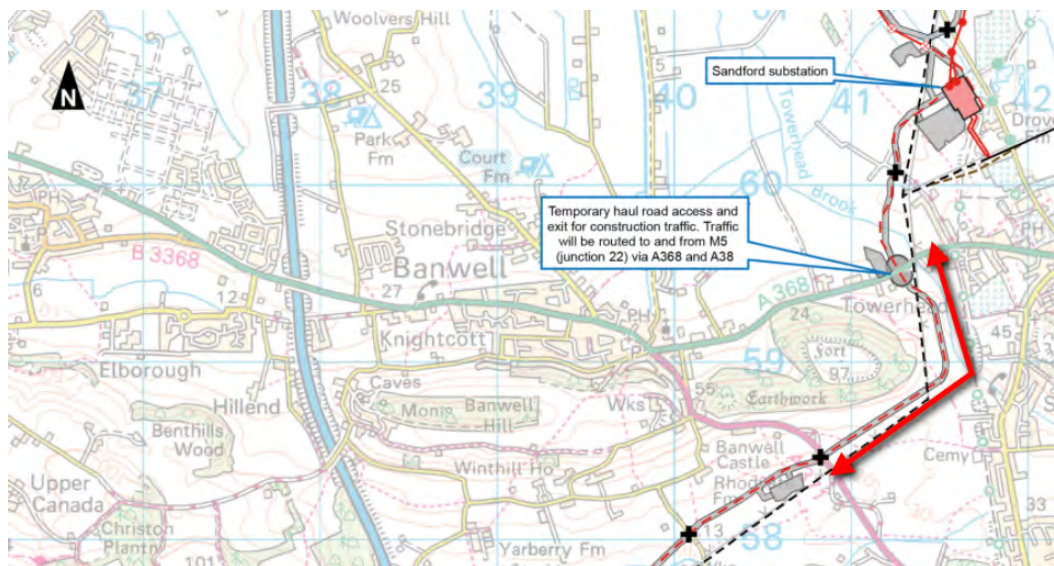 Woolvers Hill
25
37
38
39
40
41
42
Sandford substation
Park
Fm
Court
Fm
Towerhead
Brook
60
PH
Stonebridge
Banwell
27
B 3368
6
12
Temporary haul road access and
exit for construction traffic. Traffic
will be routed to and from M5
(junction 22) via A368 and A38
PH
A 368
24
Towerhead
Knightcott
PH
59
fort
97
Earthwork
45
Elborough
Hillend
Caves
Banwell
Hill
Wks
55
Benthills
Wood
Winthill Ho
Banwell
Castle
Cemy
Upper
Canada
Christon
Plantn
101
Yarberry Fm
13
58